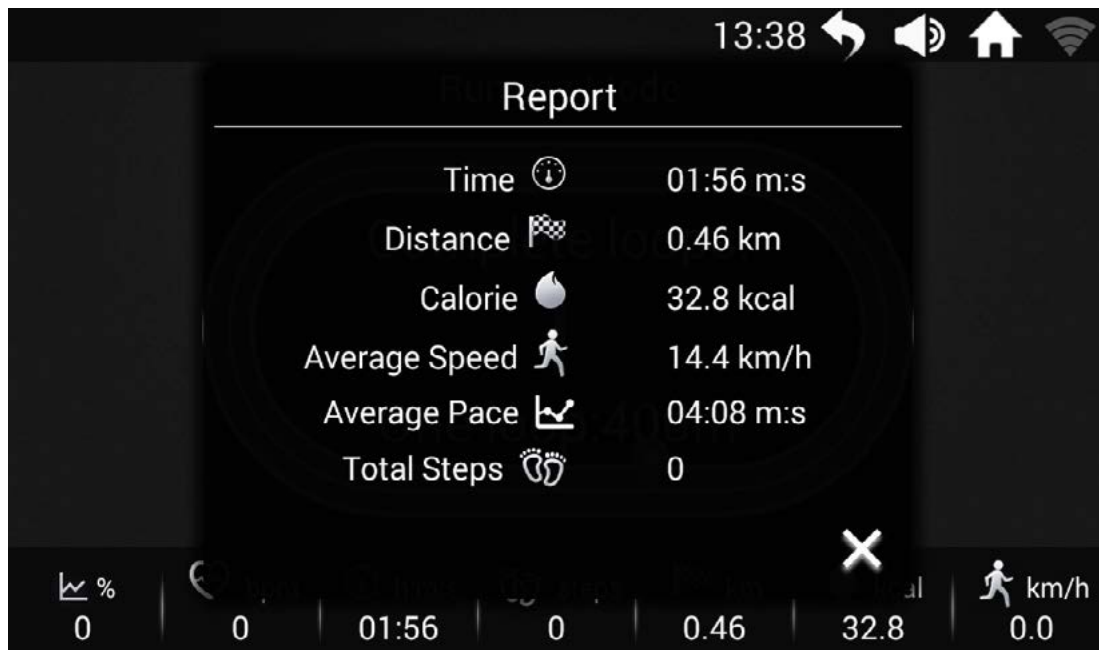 13:38
Report
Time 01:56 m:s
Distance 0.46 km
Calorie 32.8 kcal
Average Speed 14.4 km/h
Average Pace 04:08 m:s
Total Steps 0
% km/h
0 0 01:56 0 0.46 32.8 0.0